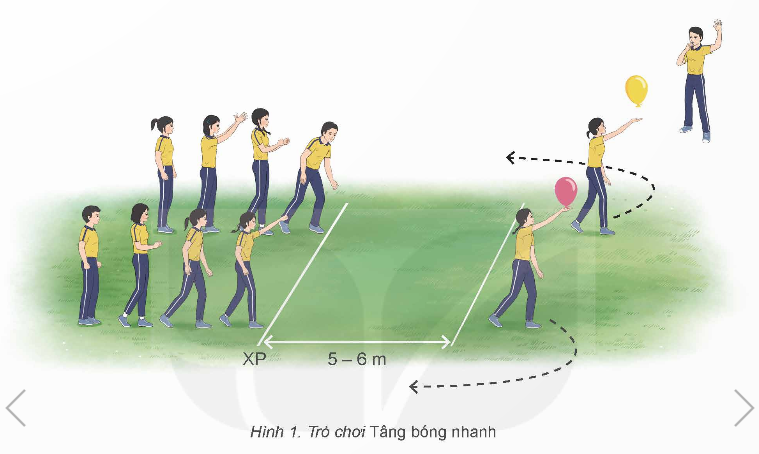 XP
5 – 6 m
Hình 1. Trò chơi Tâng bóng nhanh